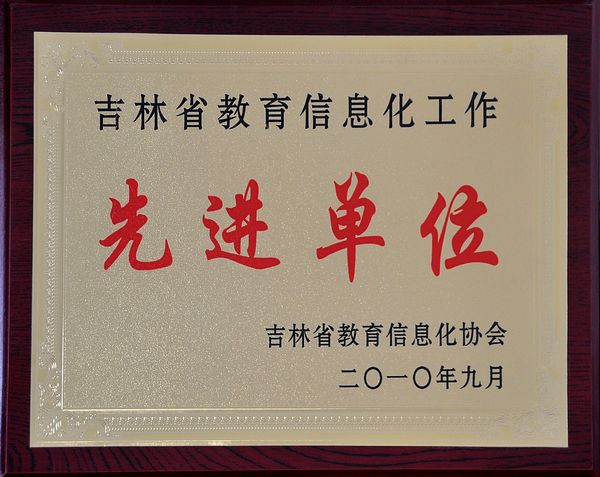 吉林省教育信息化工作
先进单位
吉林省教育信息化协会
二〇一〇年九月